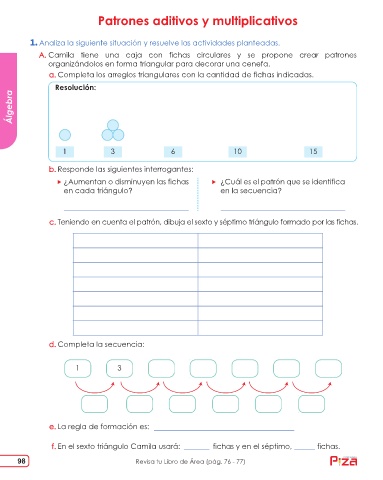 Patrones aditivos y multiplicativos
1. Analiza la siguiente situación y resuelve las actividades planteadas.
A. Camila tiene una caja con fichas circulares y se propone crear patrones
organizándolos en forma triangular para decorar una cenefa.
a. Completa los arreglos triangulares con la cantidad de fichas indicadas.
Álgebra
Resolución:
1 3 6 10 15
b. Responde las siguientes interrogantes:
¿Aumentan o disminuyen las fichas
en cada triángulo?
¿Cuál es el patrón que se identifica
en la secuencia?
c. Teniendo en cuenta el patrón, dibuja el sexto y séptimo triángulo formado por las fichas.
d. Completa la secuencia:
1 3
e. La regla de formación es:
f. En el sexto triángulo Camila usará: fichas y en el séptimo, fichas.
98
Revisa tu Libro de Área (pág. 76 - 77)